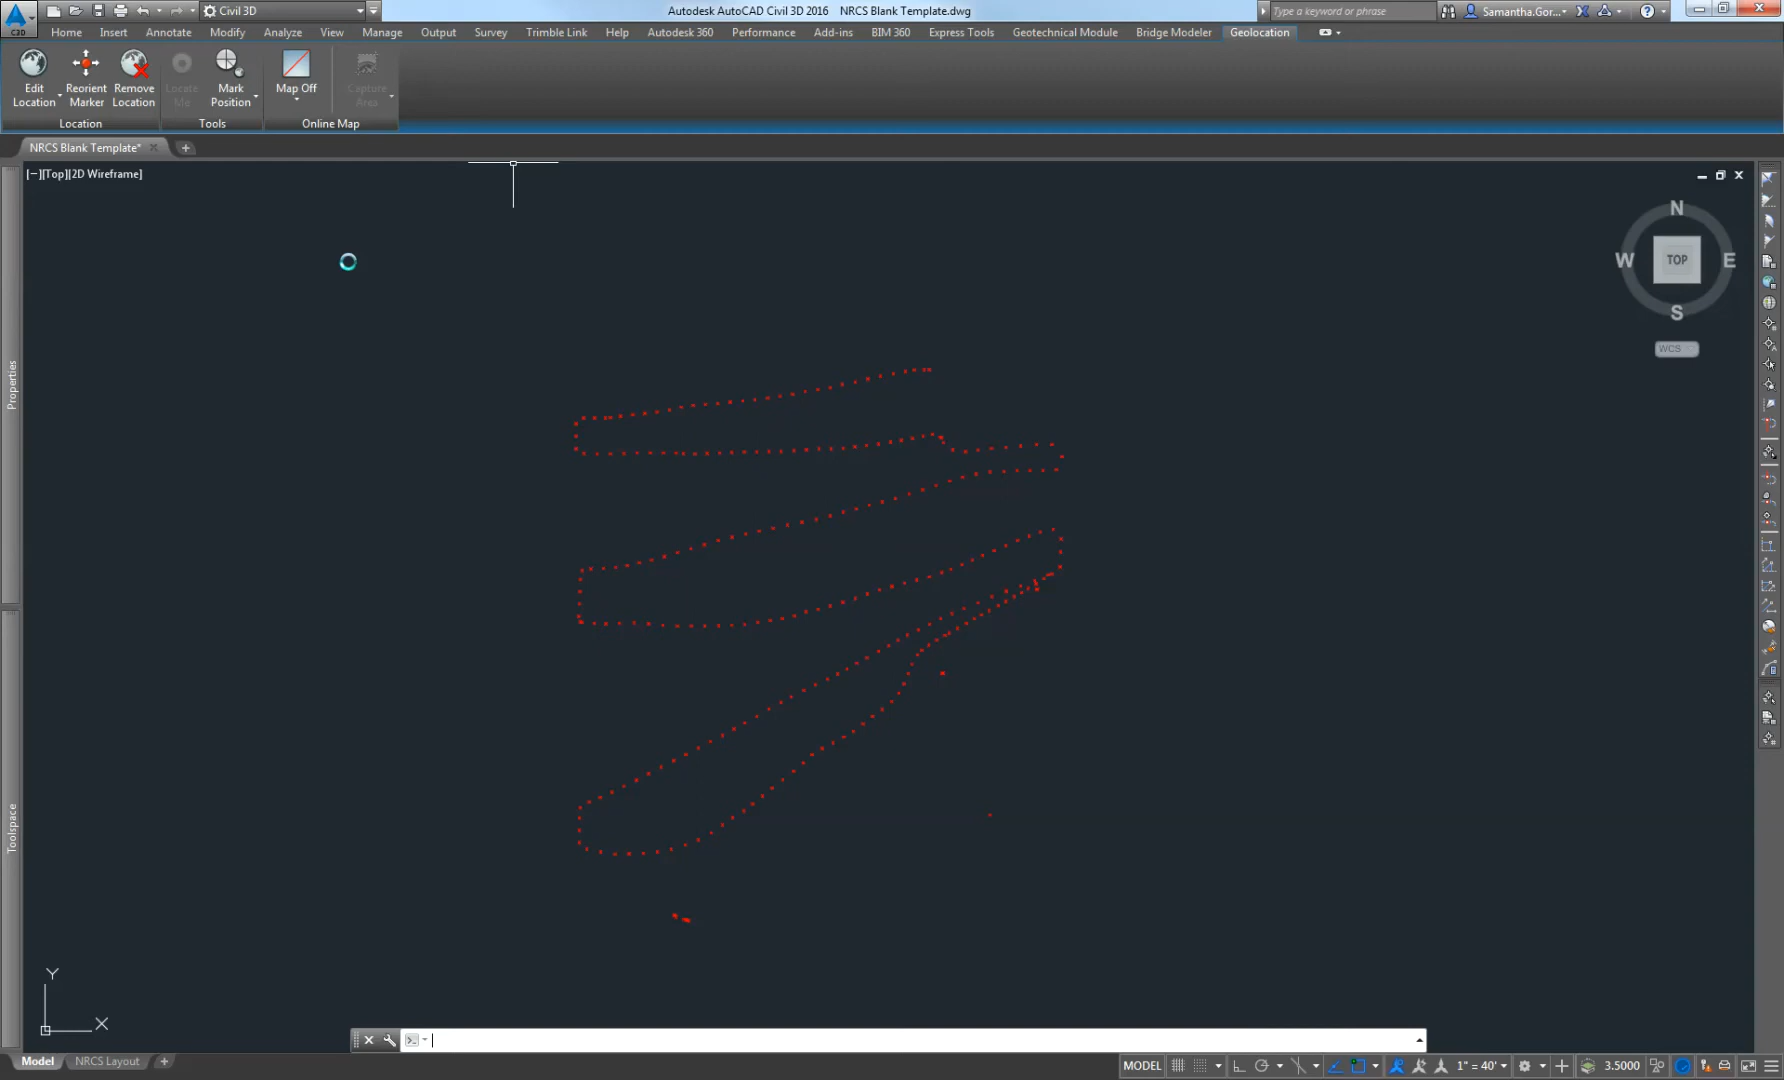 Civil 3D
Autodesk AutoCAD Civil 3D 2016 NRCS Blank Template.dwg
Type a keyword or phrase
Samantha.Gor...
C3D
Home Insert Annotate Modify Analyze View Manage Output Survey Trimble Link Help Autodesk 360 Performance Add-ins BIM 360 Express Tools Geotechnical Module Bridge Modeler Geolocation
Edit Location
Reorient Marker
Remove Location
Locate Me
Mark Position
Map Off
Capture Area
Location Tools Online Map
NRCS Blank Template*
[−][Top][2D Wireframe]
N
W TOP E
S
WCS
Properties
Toolspace
Y
X
Model NRCS Layout
MODEL 1" = 40' 3.5000